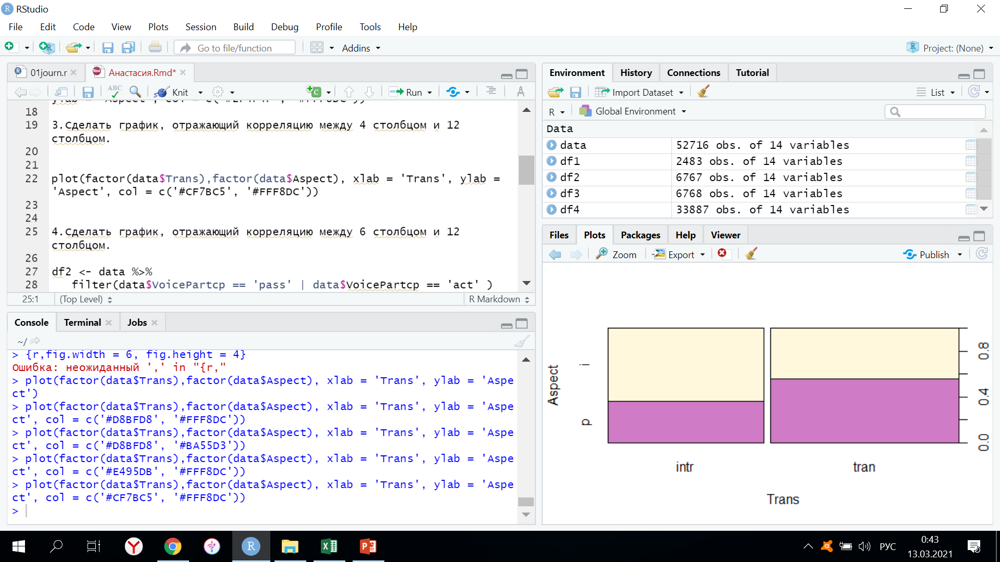 RStudio
File Edit Code View Plots Session Build Debug Profile Tools Help
Go to file/function Addins Project: (None)
01journ.r Анастасия.Rmd*
ABC Knit Run
18
19 3.Сделать график, отражающий корреляцию между 4 столбцом и 12
столбцом.
20
21
22 plot(factor(data$Trans),factor(data$Aspect), xlab = 'Trans', ylab =
'Aspect', col = c('#CF7BC5', '#FFF8DC'))
23
24
25 4.Сделать график, отражающий корреляцию между 6 столбцом и 12
столбцом.
26
27 df2 <- data %>%
28 filter(data$VoicePartcp == 'pass' | data$VoicePartcp == 'act' )
25:1 (Top Level) R Markdown
Console Terminal Jobs
~/
> {r,fig.width = 6, fig.height = 4}
Ошибка: неожиданный ',' in "{r,"
> plot(factor(data$Trans),factor(data$Aspect), xlab = 'Trans', ylab = 'Aspe
ct')
> plot(factor(data$Trans),factor(data$Aspect), xlab = 'Trans', ylab = 'Aspe
ct', col = c('#D8BFD8', '#FFF8DC'))
> plot(factor(data$Trans),factor(data$Aspect), xlab = 'Trans', ylab = 'Aspe
ct', col = c('#D8BFD8', '#BA55D3'))
> plot(factor(data$Trans),factor(data$Aspect), xlab = 'Trans', ylab = 'Aspe
ct', col = c('#E495DB', '#FFF8DC'))
> plot(factor(data$Trans),factor(data$Aspect), xlab = 'Trans', ylab = 'Aspe
ct', col = c('#CF7BC5', '#FFF8DC'))
>
Environment History Connections Tutorial
Import Dataset List
R Global Environment
Data
data 52716 obs. of 14 variables
df1 2483 obs. of 14 variables
df2 6767 obs. of 14 variables
df3 6768 obs. of 14 variables
df4 33887 obs. of 14 variables
Files Plots Packages Help Viewer
Zoom Export Publish
Aspect
i
p
0.8
0.4
0.0
intr tran
Trans
РУС
0:43
13.03.2021